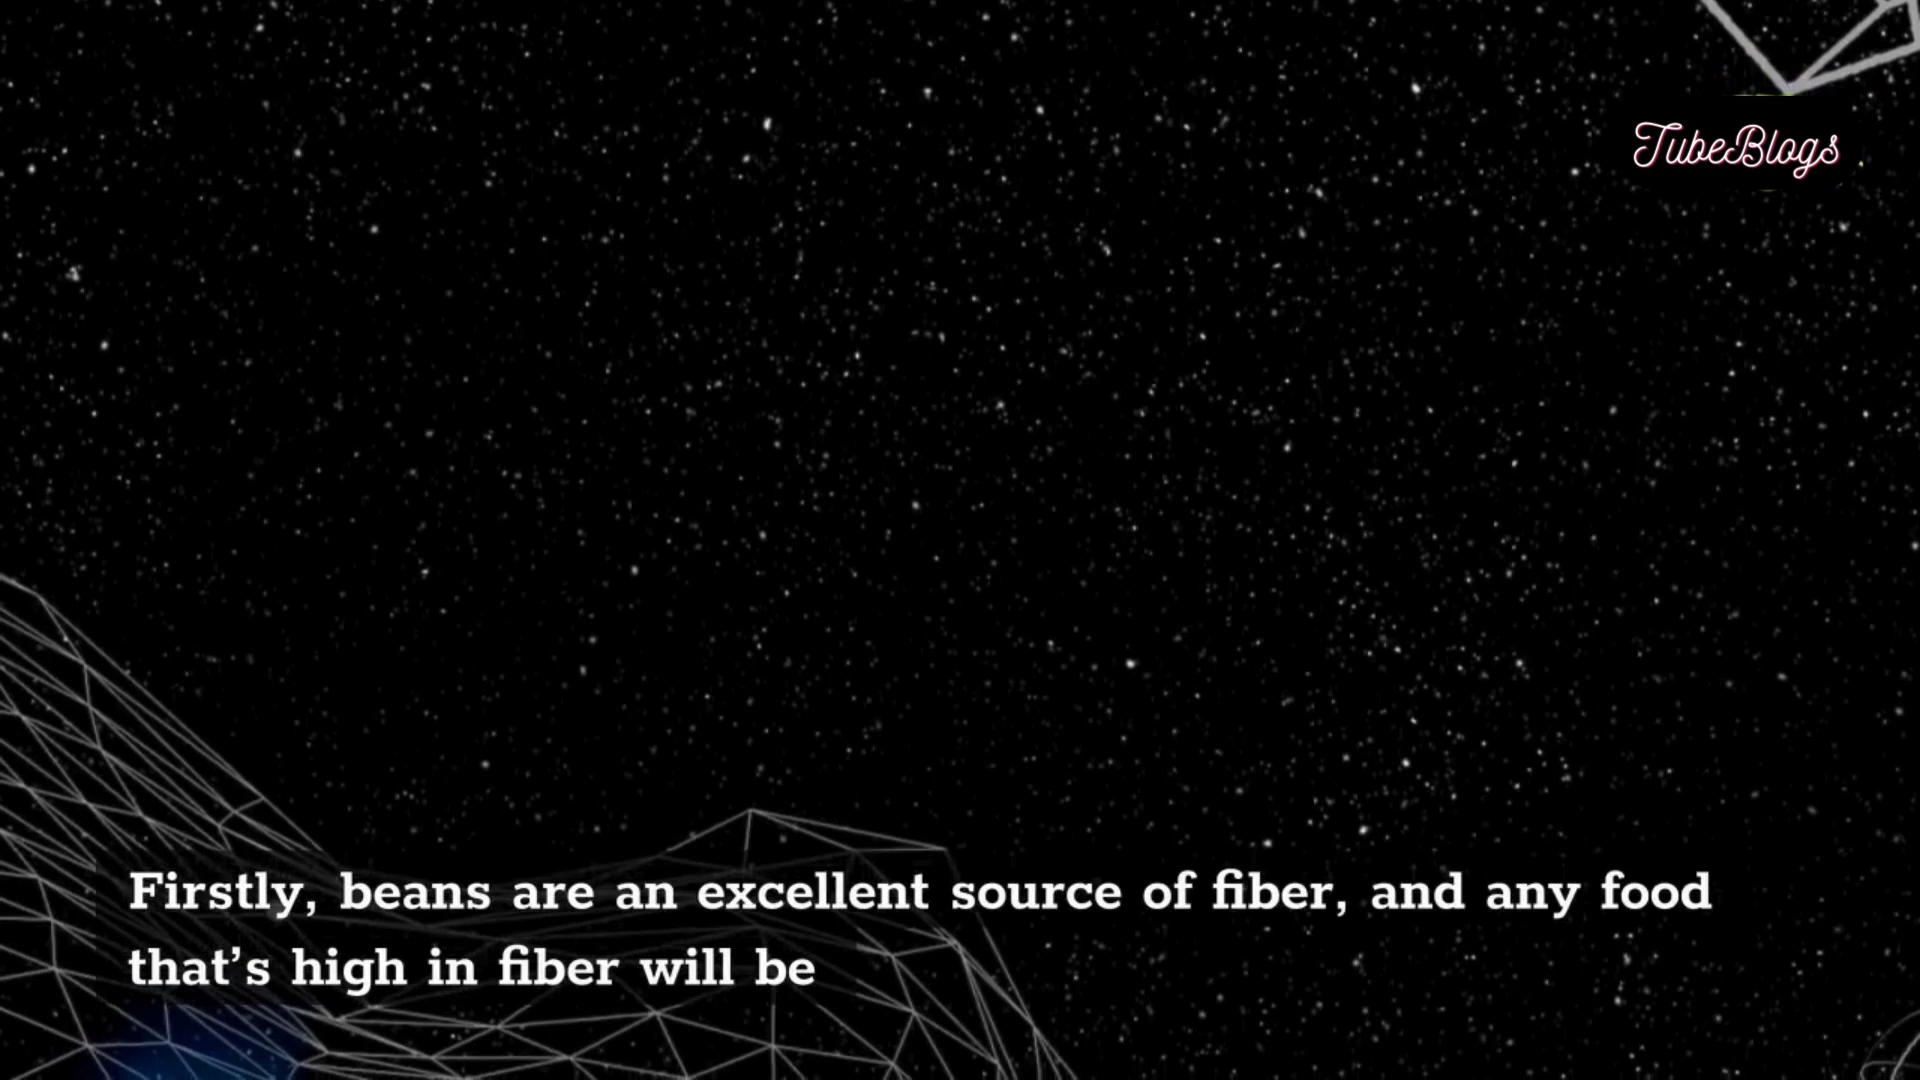 TubeBlogs
Firstly, beans are an excellent source of fiber, and any food
that’s high in fiber will be